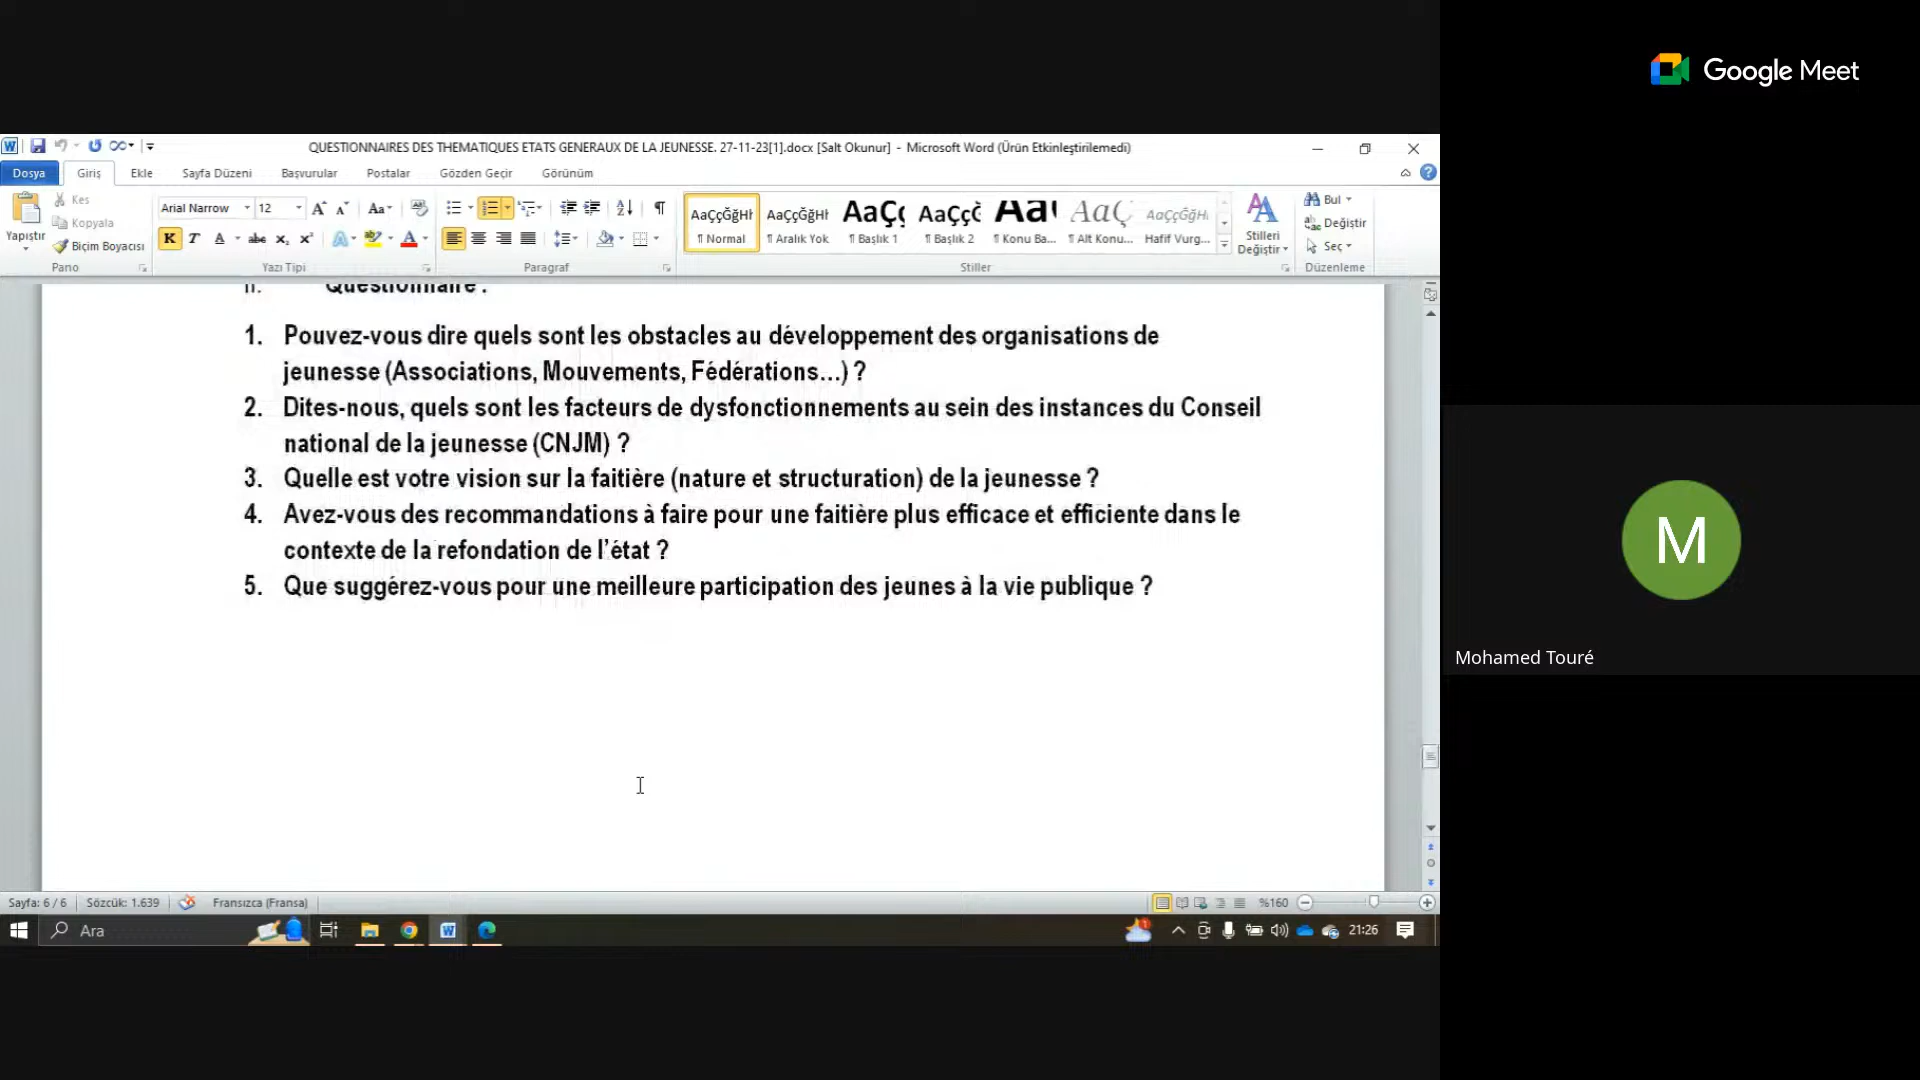 Google Meet
QUESTIONNAIRES DES THEMATIQUES ETATS GENERAUX DE LA JEUNESSE. 27-11-23[1].docx [Salt Okunur] - Microsoft Word (Ürün Etkinleştirilemedi)
Dosya Giriş Ekle Sayfa Düzeni Başvurular Postalar Gözden Geçir Görünüm
Yapıştır
Kes
Kopyala
Biçim Boyacısı
Pano
Arial Narrow 12
Yazı Tipi
Paragraf
AaÇçĞğHł AaÇçĞğHł AaÇç AaÇçĞ AaÇ AaÇ AaÇçĞğHł
¶ Normal ¶ Aralık Yok ¶ Başlık 1 ¶ Başlık 2 ¶ Konu Ba... ¶ Alt Konu... Hafif Vurg...
Stiller
Stilleri
Değiştir
Bul
Değiştir
Seç
Düzenleme
II. Questionnaire :
1. Pouvez-vous dire quels sont les obstacles au développement des organisations de
jeunesse (Associations, Mouvements, Fédérations…) ?
2. Dites-nous, quels sont les facteurs de dysfonctionnements au sein des instances du Conseil
national de la jeunesse (CNJM) ?
3. Quelle est votre vision sur la faitière (nature et structuration) de la jeunesse ?
4. Avez-vous des recommandations à faire pour une faitière plus efficace et efficiente dans le
contexte de la refondation de l’état ?
5. Que suggérez-vous pour une meilleure participation des jeunes à la vie publique ?
Sayfa: 6 / 6 Sözcük: 1.639 Fransızca (Fransa) %160
Ara 21:26
M
Mohamed Touré